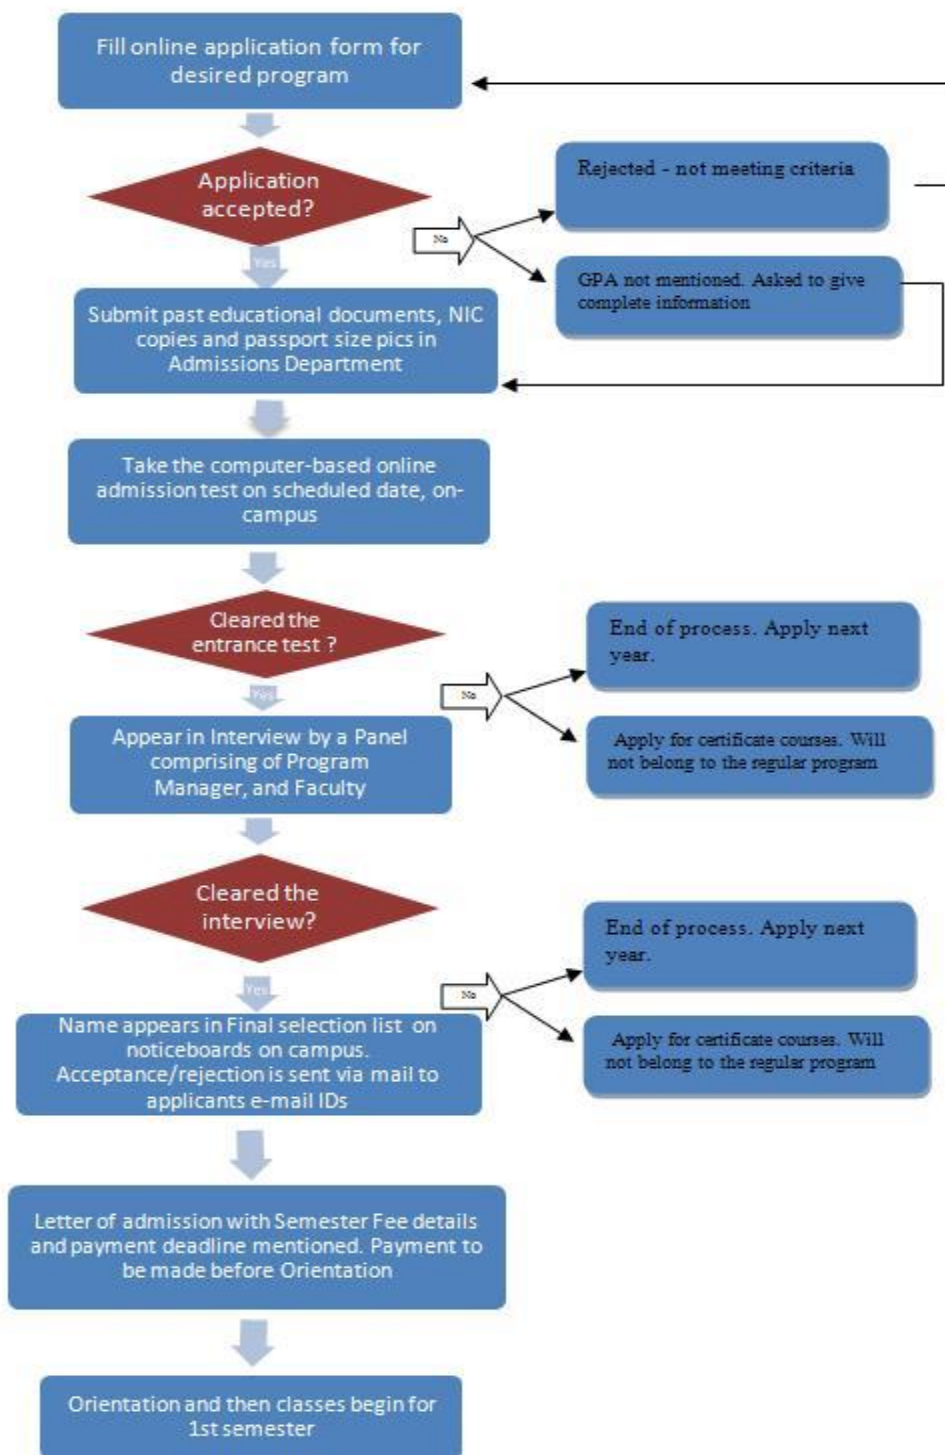 Fill online application form for
desired program
Application
accepted?
No
Rejected - not meeting criteria
GPA not mentioned. Asked to give
complete information
Yes
Submit past educational documents, NIC
copies and passport size pics in
Admissions Department
Take the computer-based online
admission test on scheduled date, on-
campus
Cleared the
entrance test ?
No
End of process. Apply next
year.
Apply for certificate courses. Will
not belong to the regular program
Yes
Appear in Interview by a Panel
comprising of Program
Manager, and Faculty
Cleared the
interview?
No
End of process. Apply next
year.
Apply for certificate courses. Will
not belong to the regular program
Yes
Name appears in Final selection list on
noticeboards on campus.
Acceptance/rejection is sent via mail to
applicants e-mail IDs
Letter of admission with Semester Fee details
and payment deadline mentioned. Payment to
be made before Orientation
Orientation and then classes begin for
1st semester